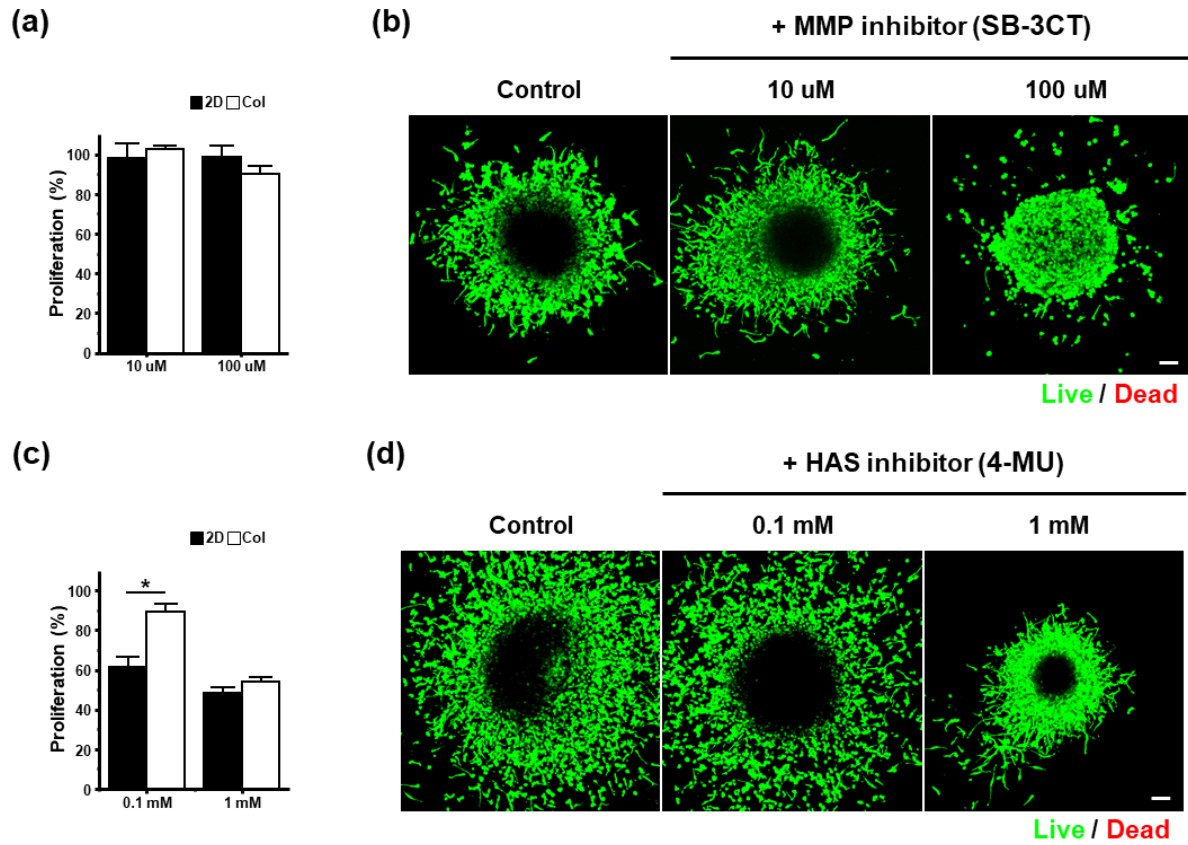 (a)
2D Col
Proliferation (%)
100
80
60
40
20
0
10 uM 100 uM
(b)
+ MMP inhibitor (SB-3CT)
Control 10 uM 100 uM
Live / Dead
(c)
2D Col
Proliferation (%)
100
80
60
40
20
0
*
0.1 mM 1 mM
(d)
+ HAS inhibitor (4-MU)
Control 0.1 mM 1 mM
Live / Dead